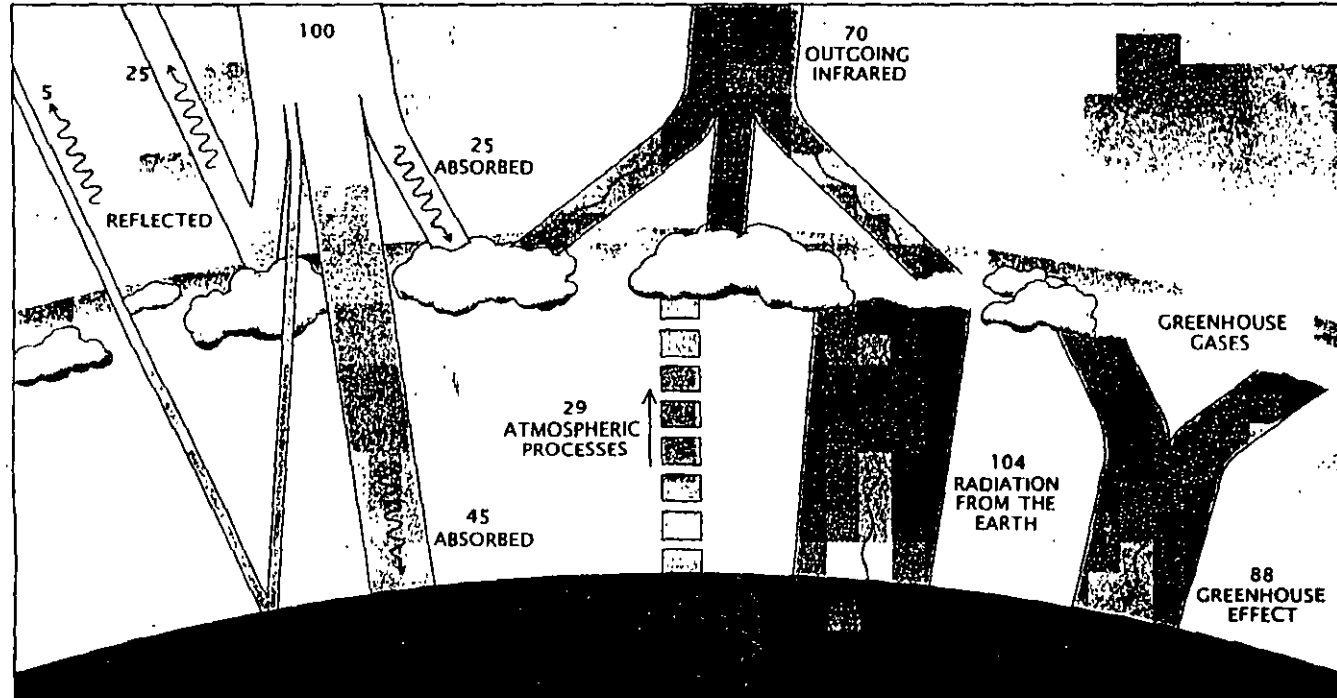 100
25
5
REFLECTED
25
ABSORBED
70
OUTGOING
INFRARED
GREENHOUSE
GASES
29
ATMOSPHERIC
PROCESSES
45
ABSORBED
104
RADIATION
FROM THE
EARTH
88
GREENHOUSE
EFFECT